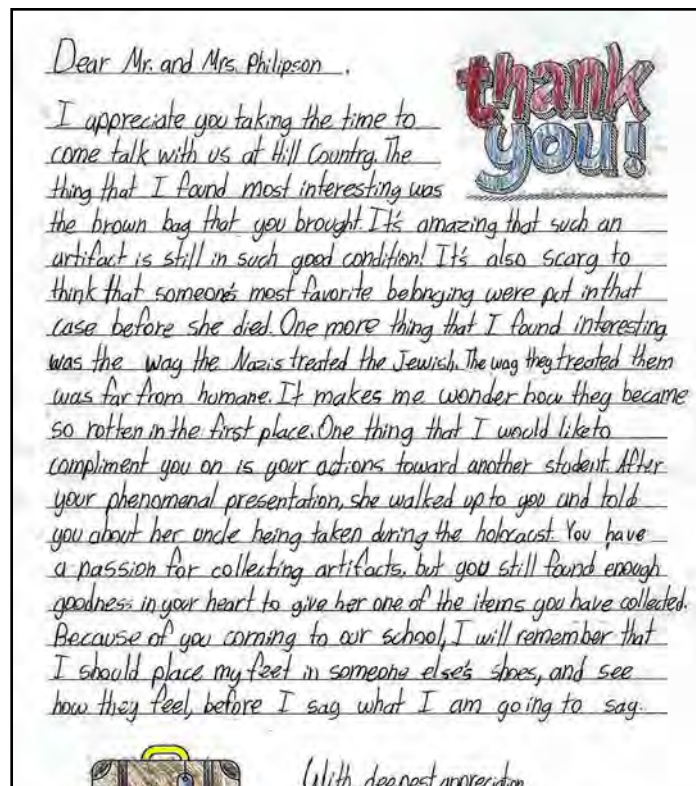 Dear Mr. and Mrs. Philipson,
thank
you!
I appreciate you taking the time to
come talk with us at Hill Country. The
thing that I found most interesting was
the brown bag that you brought. It's amazing that such an
artifact is still in such good condition! It's also scary to
think that someone's most favorite belonging were put in that
case before she died. One more thing that I found interesting
was the way the Nazis treated the Jewish. The way they treated them
was far from humane. It makes me wonder how they became
so rotten in the first place. One thing that I would like to
compliment you on is your actions toward another student. After
your phenomenal presentation, she walked up to you and told
you about her uncle being taken during the holocaust. You have
a passion for collecting artifacts, but you still found enough
goodness in your heart to give her one of the items you have collected.
Because of you coming to our school, I will remember that
I should place my feet in someone else's shoes, and see
how they feel, before I say what I am going to say.
With deepest appreciation